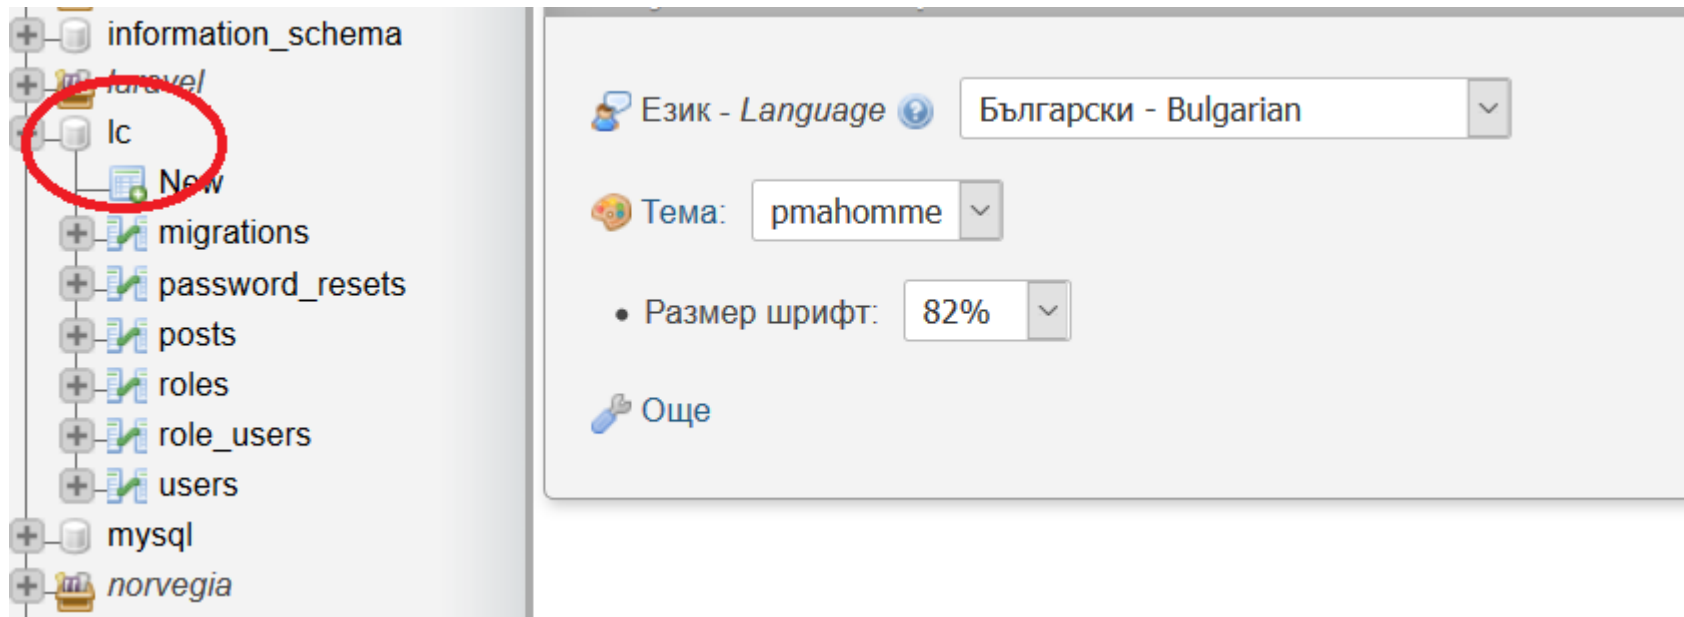 information_schema
laravel
lc
New
migrations
password_resets
posts
roles
role_users
users
mysql
norvegia
Език - Language
Български - Bulgarian
Тема:
pmahomme
Размер шрифт:
82%
Още